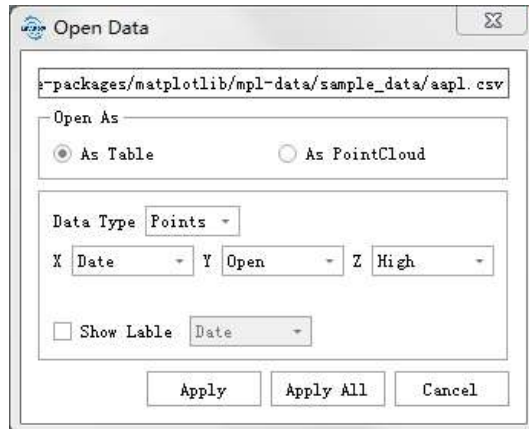 Open Data
-packages/matplotlib/mpl-data/sample_data/aapl.csv
Open As
As Table As PointCloud
Data Type Points
X Date Y Open Z High
Show Lable Date
Apply Apply All Cancel